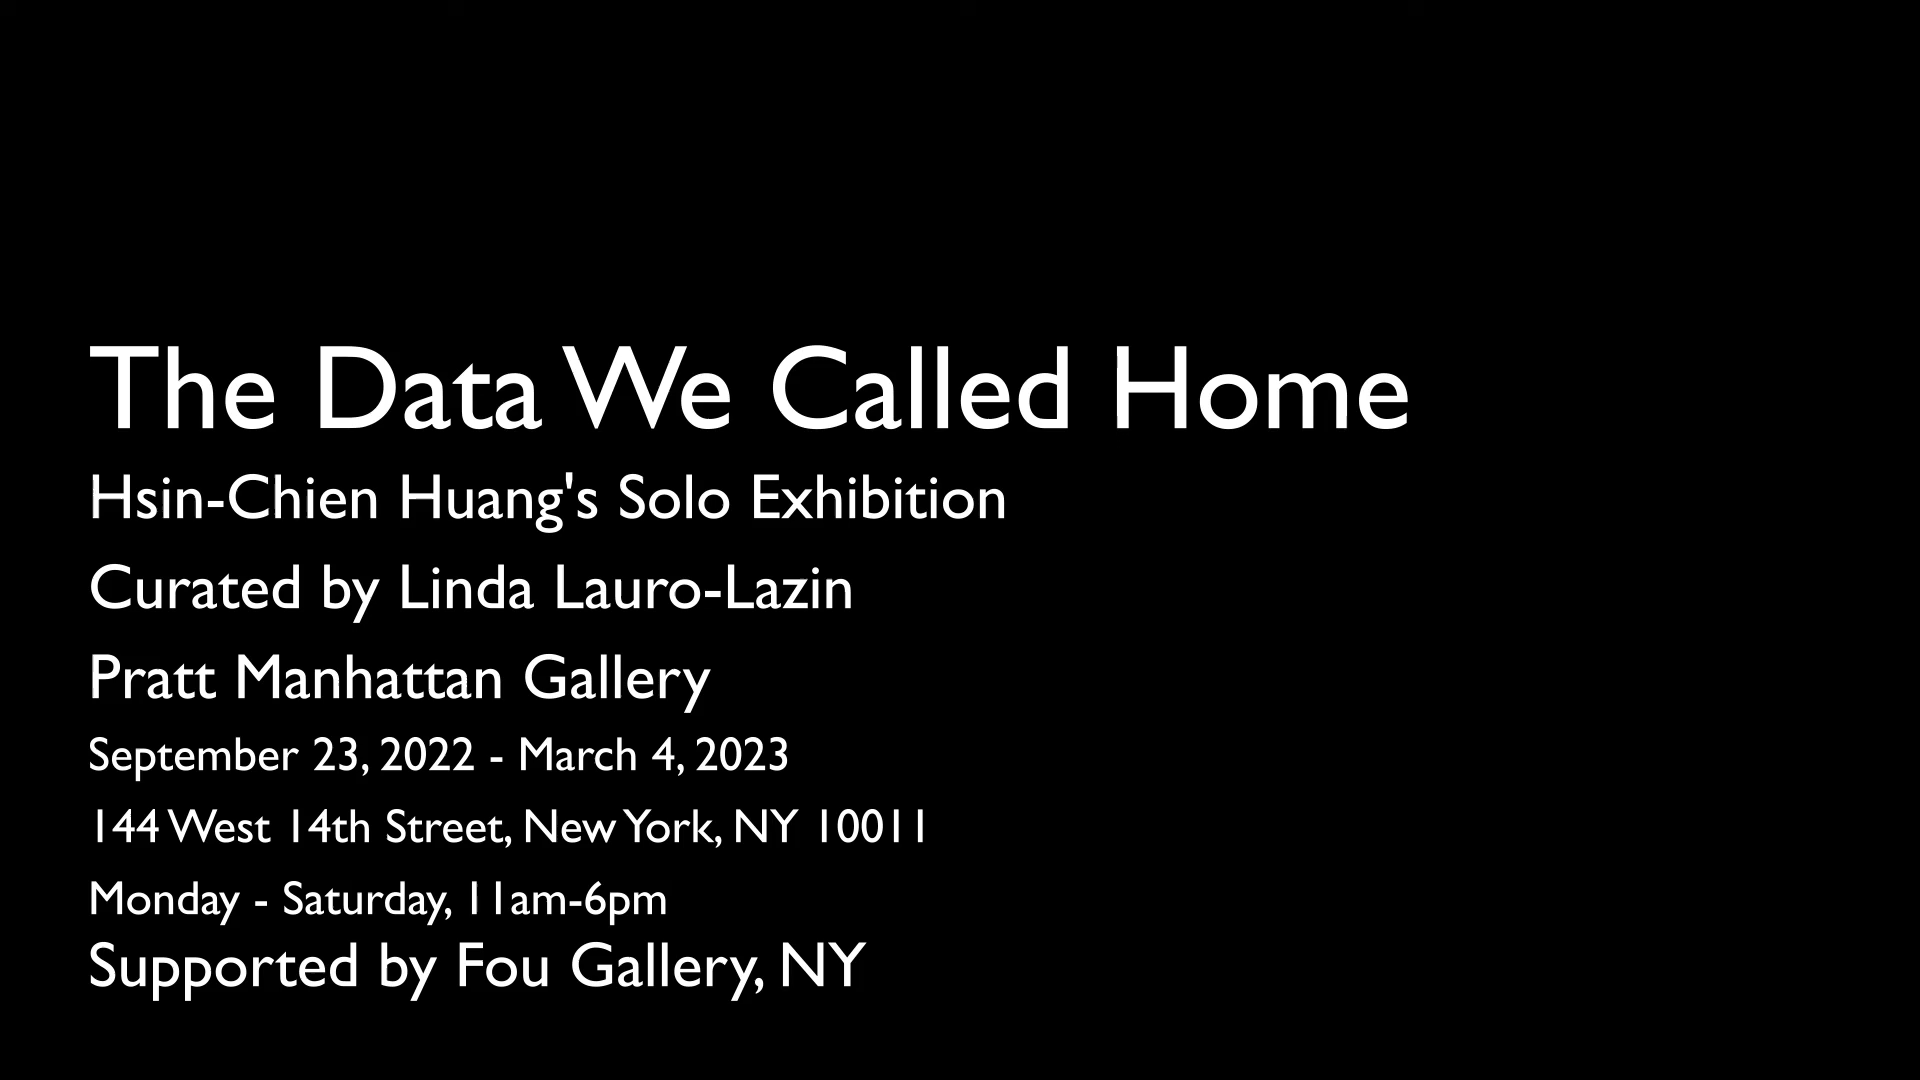 The Data We Called Home
Hsin-Chien Huang's Solo Exhibition
Curated by Linda Lauro-Lazin
Pratt Manhattan Gallery
September 23, 2022 - March 4, 2023
144 West 14th Street, New York, NY 10011
Monday - Saturday, 11am-6pm
Supported by Fou Gallery, NY